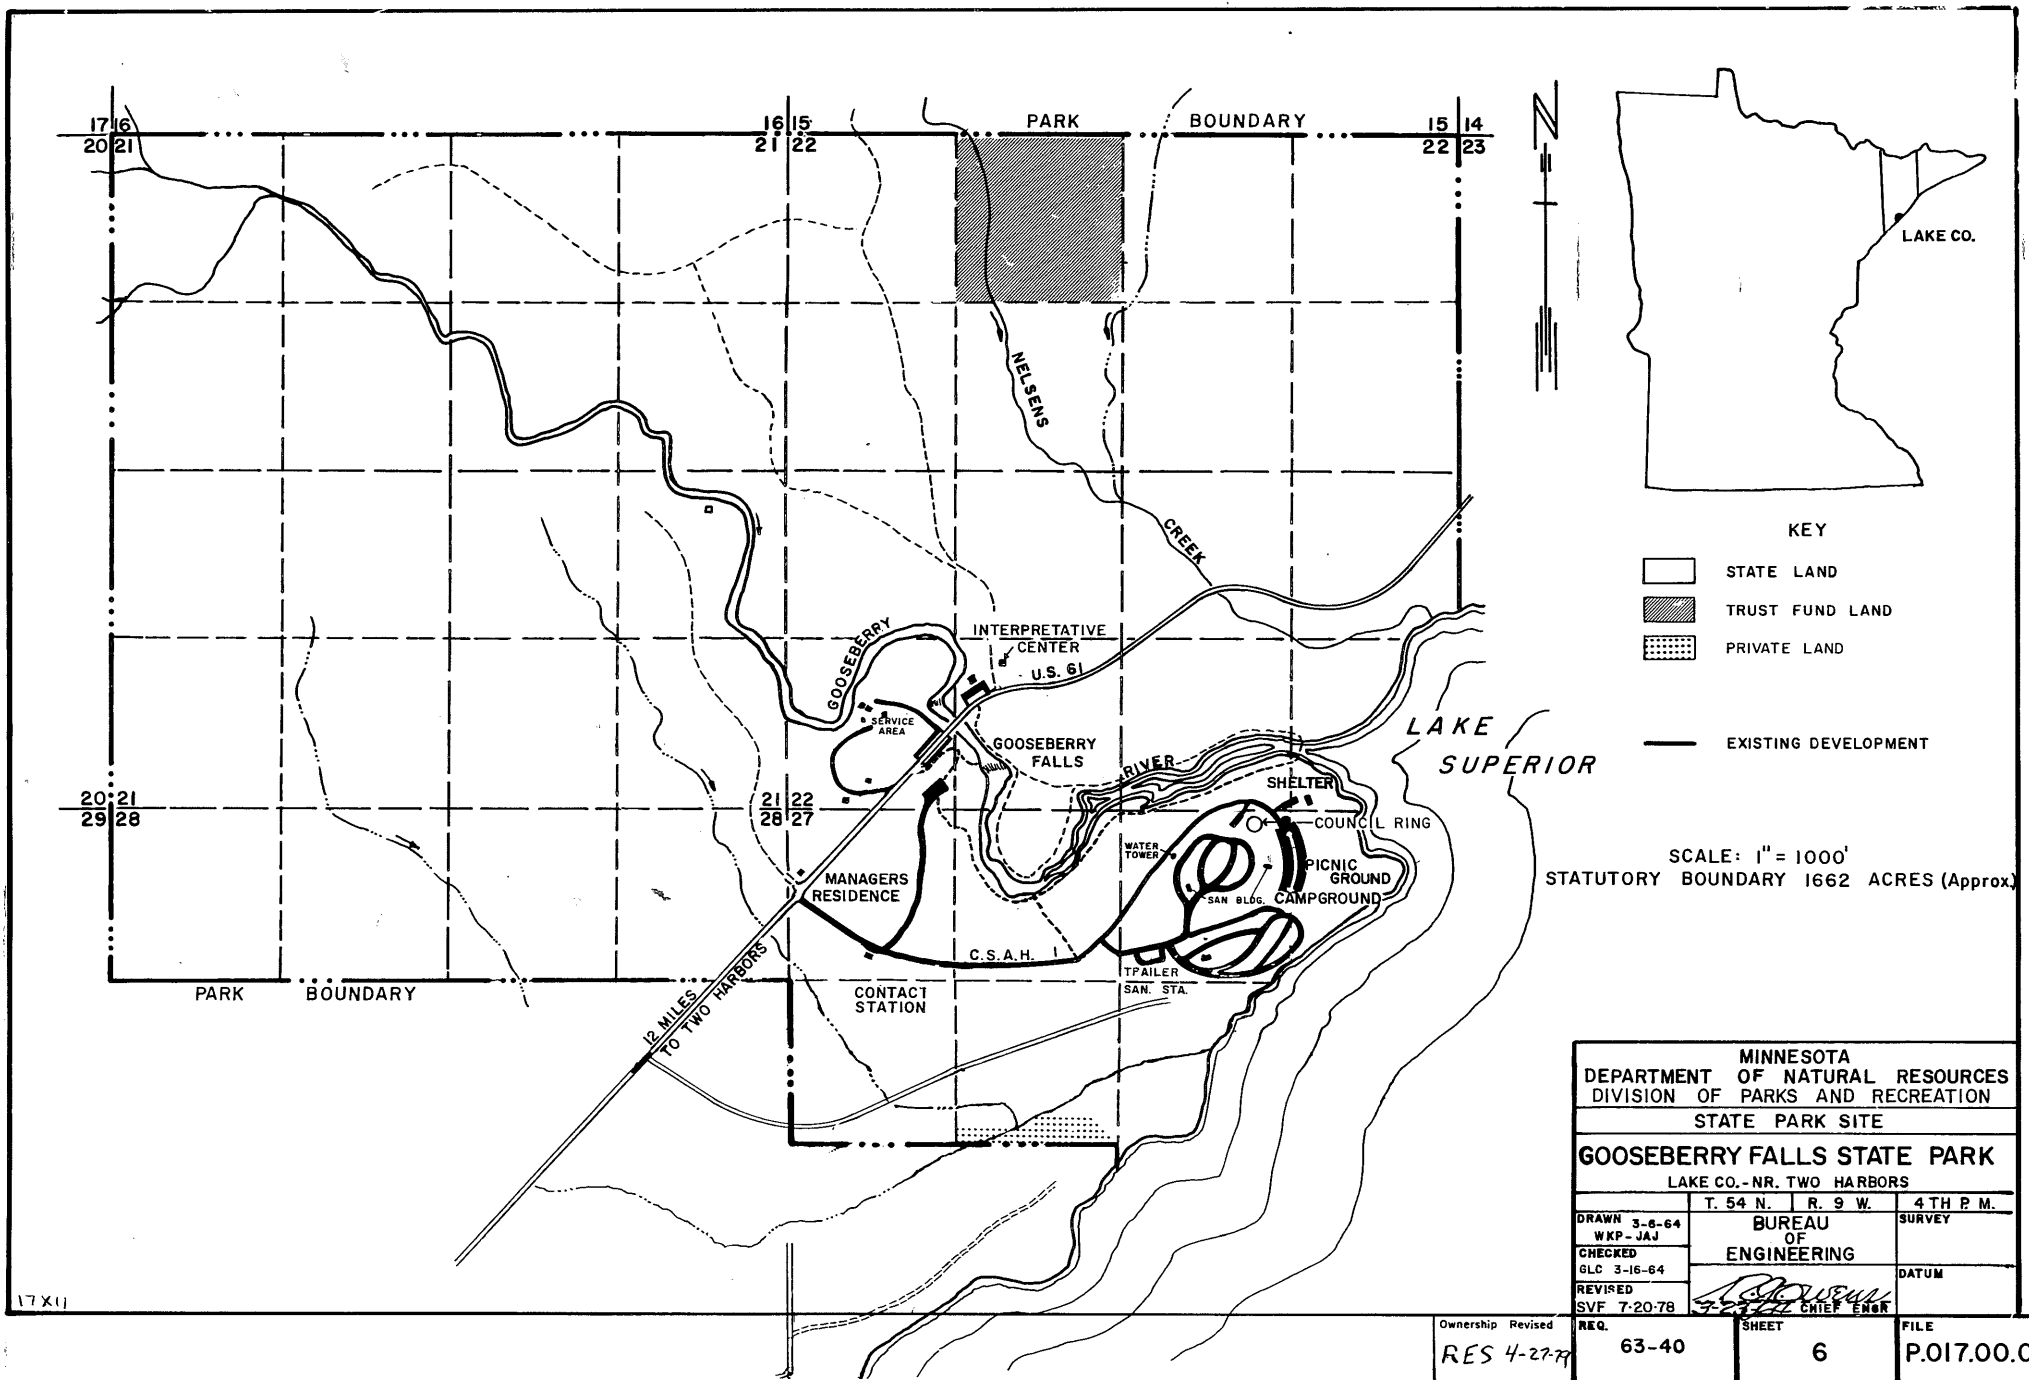 17 16
20 21
16 15
21 22
PARK BOUNDARY
15 14
22 23
N
LAKE CO.
NELSENS
CREEK
KEY
STATE LAND
TRUST FUND LAND
PRIVATE LAND
EXISTING DEVELOPMENT
GOOSEBERRY
INTERPRETATIVE
CENTER
U.S. 61
SERVICE
AREA
GOOSEBERRY
FALLS
RIVER
LAKE
SUPERIOR
SHELTER
COUNCIL RING
20 21
29 28
21 22
28 27
WATER
TOWER
PICNIC
GROUND
SAN BLDG.
CAMPGROUND
MANAGERS
RESIDENCE
SCALE: 1" = 1000'
STATUTORY BOUNDARY 1662 ACRES (Approx.)
C.S.A.H. 1
TRAILER
SAN. STA.
PARK BOUNDARY
CONTACT
STATION
12 MILES
TO TWO HARBORS
MINNESOTA
DEPARTMENT OF NATURAL RESOURCES
DIVISION OF PARKS AND RECREATION
STATE PARK SITE
GOOSEBERRY FALLS STATE PARK
LAKE CO.-NR. TWO HARBORS
T. 54 N. R. 9 W. 4TH P. M.
DRAWN 3-6-64
WKP-JAJ
BUREAU
OF
ENGINEERING
SURVEY
CHECKED
GLC 3-16-64
DATUM
REVISED
SVF 7-20-78
CHIEF ENGR
17 X 11
Ownership Revised
RES 4-27-79
REQ.
63-40
SHEET
6
FILE
P.017.00.0